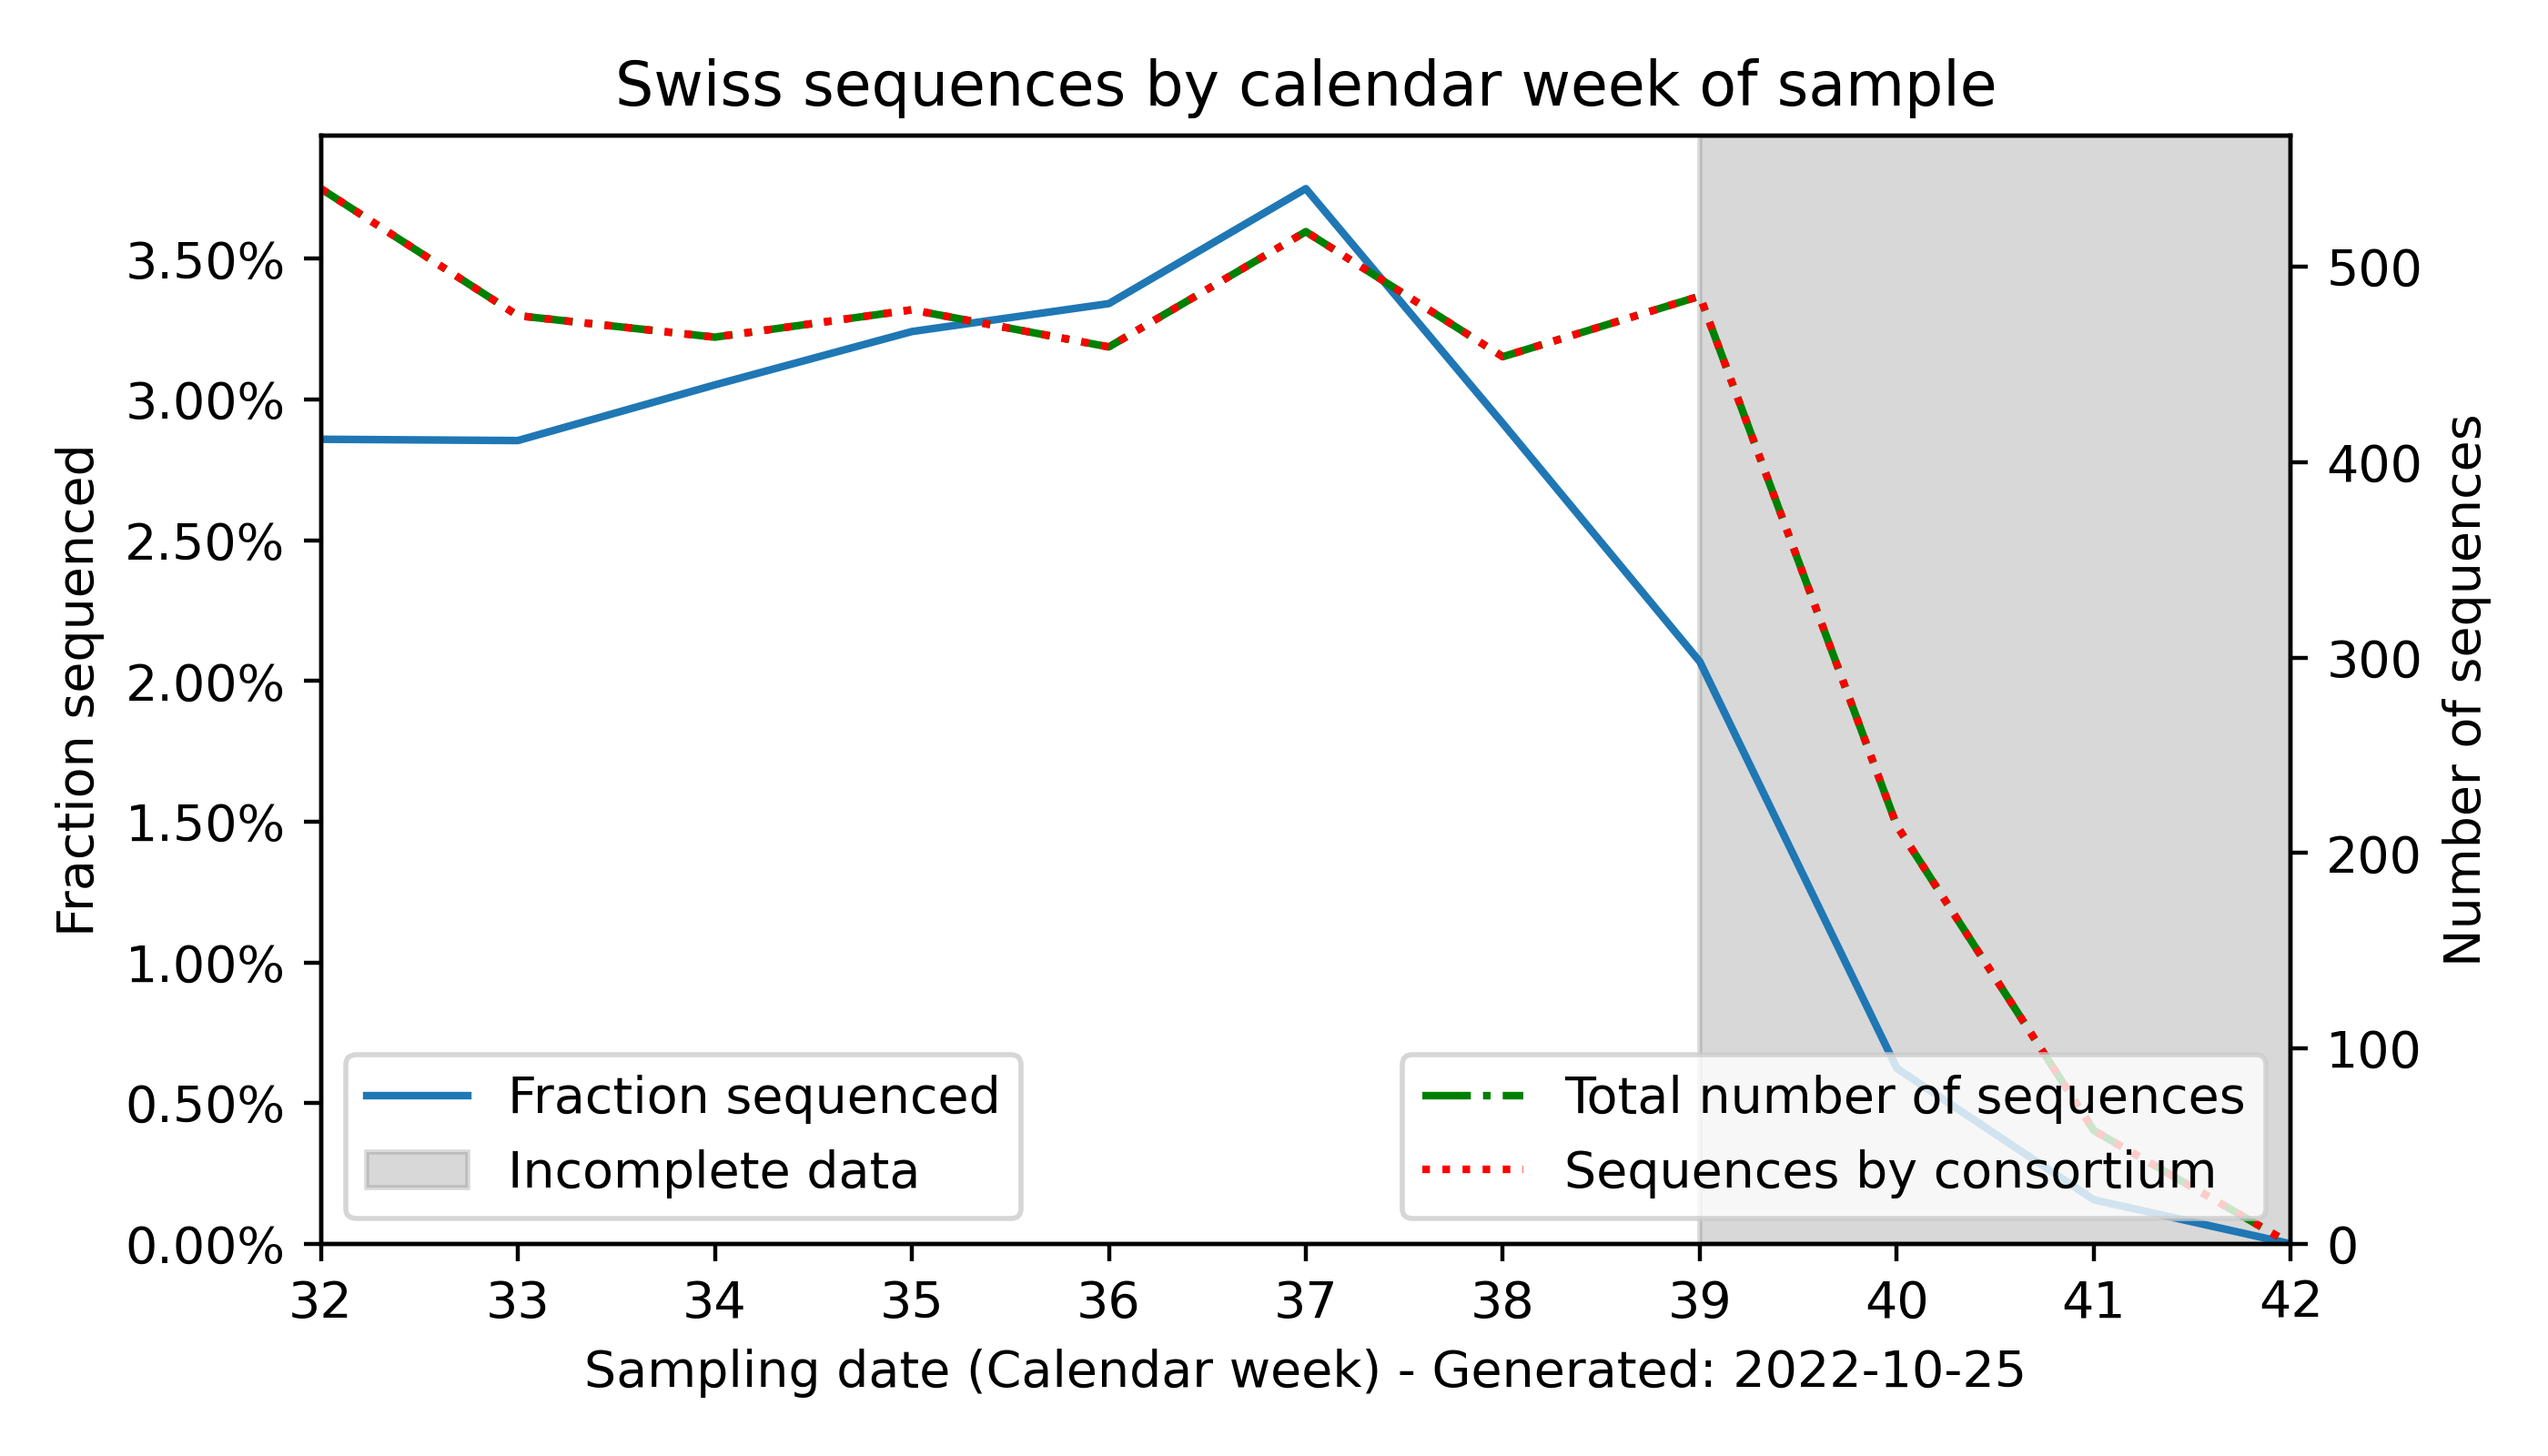 Swiss sequences by calendar week of sample
3.50%
3.00%
2.50%
2.00%
1.50%
1.00%
0.50%
0.00%
Fraction sequenced
500
400
300
200
100
0
Number of sequences
Fraction sequenced
Incomplete data
Total number of sequences
Sequences by consortium
32 33 34 35 36 37 38 39 40 41 42
Sampling date (Calendar week) - Generated: 2022-10-25